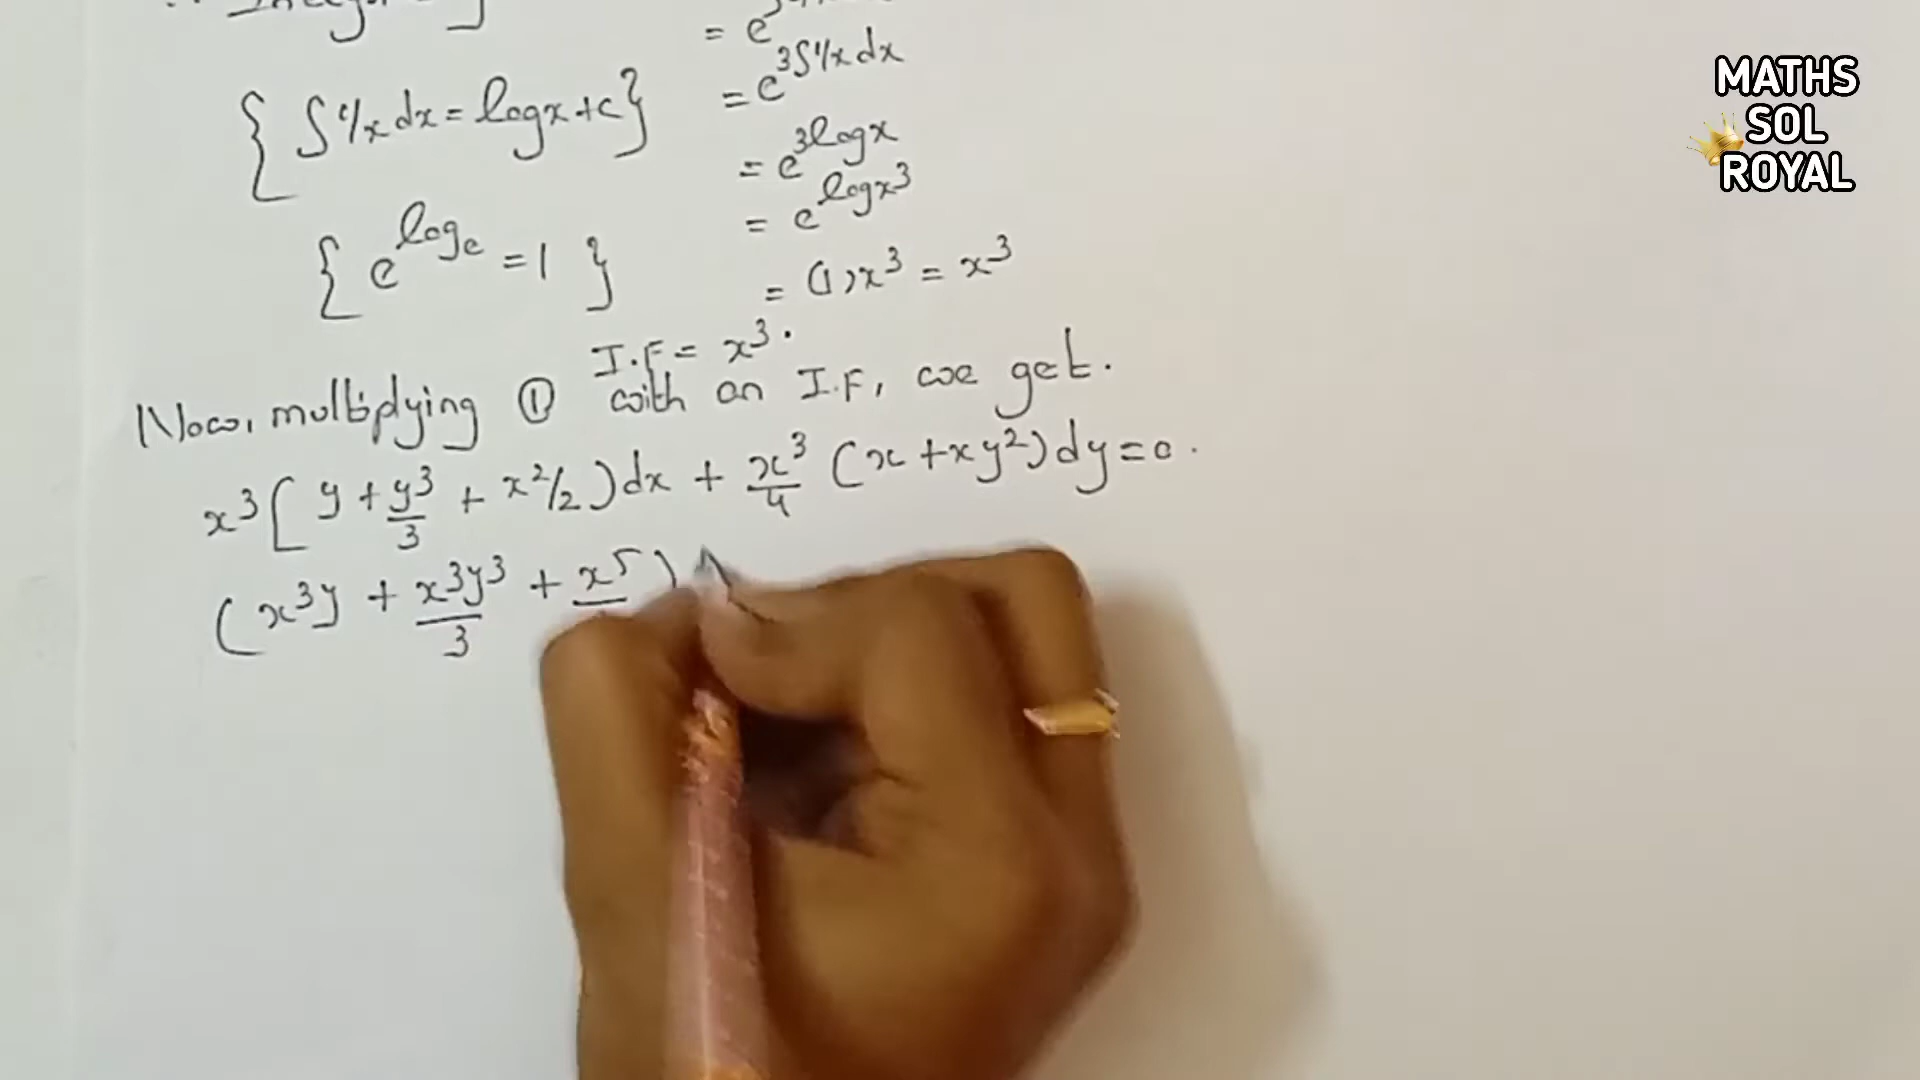 = e
= e^{3∫1/x dx}
{ ∫1/x dx = log x + c }
= e^{3 log x}
= e^{log x^3}
{ e^{log e} = 1 }
= (1) x^3 = x^3
I.F = x^3.
Now, multiplying ① with an I.F, we get.
x^3 [ y + y^3/3 + x^2/2 ) dx + x^3/4 (x + xy^2) dy = 0.
(x^3y + x^3y^3/3 + x^5 )
MATHS
SOL
ROYAL